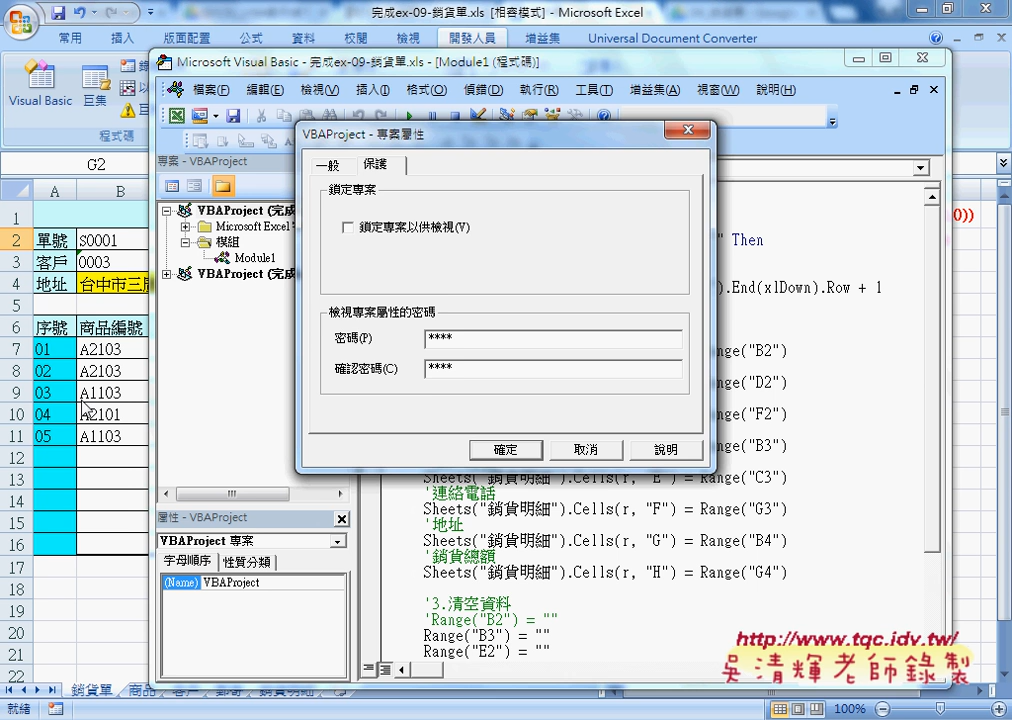 完成ex-09-銷貨單.xls [相容模式] - Microsoft Excel
常用 插入 版面配置 公式 資料 校閱 檢視 開發人員 增益集 Universal Document Converter
Visual Basic 巨集
程式碼
Microsoft Visual Basic - 完成ex-09-銷貨單.xls - [Module1 (程式碼)]
檔案(F) 編輯(E) 檢視(V) 插入(I) 格式(O) 偵錯(D) 執行(R) 工具(T) 增益集(A) 視窗(W) 說明(H)
G2
專案 - VBAProject
VBAProject (完成
Microsoft Excel
模組
Module1
VBAProject (完成
VBAProject - 專案屬性
一般 保護
鎖定專案
鎖定專案以供檢視(V)
檢視專案屬性的密碼
密碼(P) ****
確認密碼(C) ****
確定 取消 說明
A B
1
2 單號 S0001
3 客戶 0003
4 地址 台中市三
5
6 序號 商品編號
7 01 A2103
8 02 A2103
9 03 A1103
10 04 A2101
11 05 A1103
12
13
14
15
16
17
18
19
20
21
22
0))
" Then
).End(xlDown).Row + 1
nge("B2")
nge("D2")
nge("F2")
nge("B3")
Sheets("銷貨明細").Cells(r, "E") = Range("C3")
'連絡電話
Sheets("銷貨明細").Cells(r, "F") = Range("G3")
'地址
Sheets("銷貨明細").Cells(r, "G") = Range("B4")
'銷貨總額
Sheets("銷貨明細").Cells(r, "H") = Range("G4")
'3.清空資料
'Range("B2") = ""
Range("B3") = ""
Range("E2") = ""
屬性 - VBAProject
VBAProject 專案
字母順序 性質分類
(Name) VBAProject
http://www.tqc.idv.tw/
吳清輝老師錄製
銷貨單 商品 客戶 郵寄 銷貨明細
就緒 100%